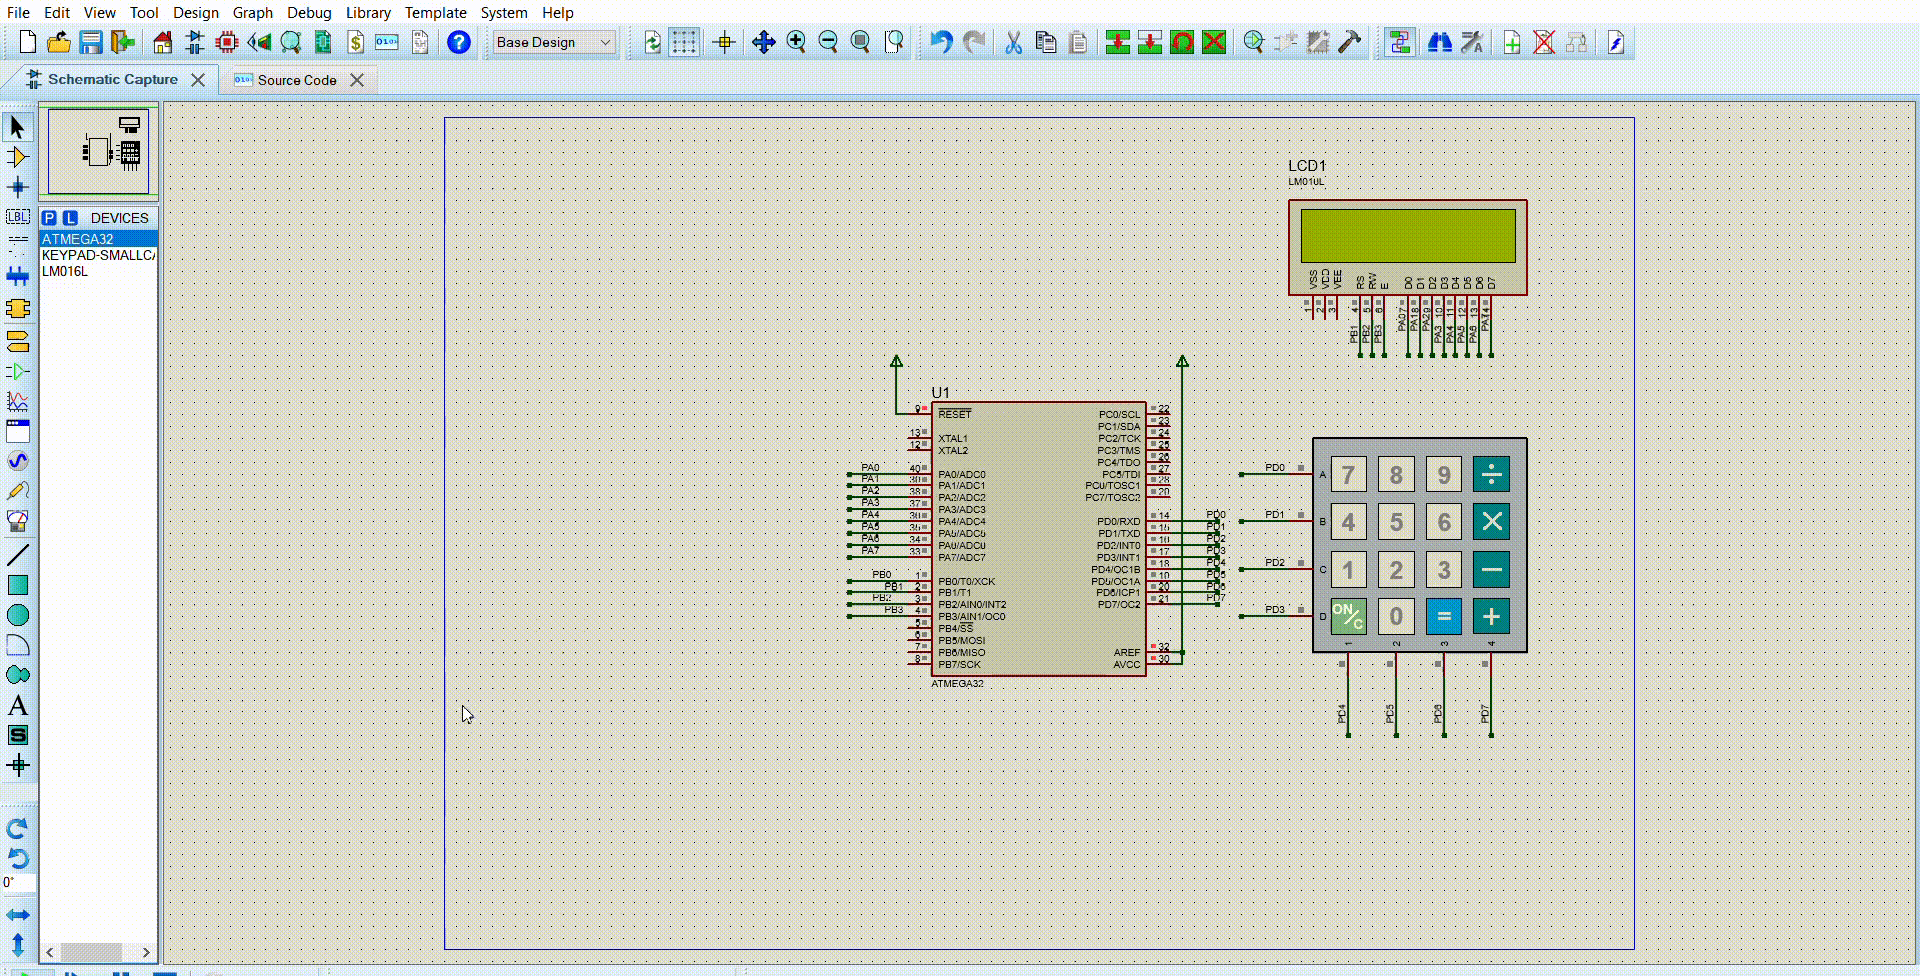 File Edit View Tool Design Graph Debug Library Template System Help
Base Design
Schematic Capture
Source Code
P L DEVICES
ATMEGA32
KEYPAD-SMALLCA
LM016L
LBL
A
S
0°
LCD1
LM016L
VSS
VDD
VEE
RS
RW
E
D0
D1
D2
D3
D4
D5
D6
D7
1
2
3
4
5
6
7
8
9
10
11
12
13
14
PB1
PB2
PB3
PA0
PA1
PA2
PA3
PA4
PA5
PA6
PA7
U1
9 RESET
13 XTAL1
12 XTAL2
PA0 40 PA0/ADC0
PA1 39 PA1/ADC1
PA2 38 PA2/ADC2
PA3 37 PA3/ADC3
PA4 36 PA4/ADC4
PA5 35 PA5/ADC5
PA6 34 PA6/ADC6
PA7 33 PA7/ADC7
PB0 1 PB0/T0/XCK
PB1 2 PB1/T1
PB2 3 PB2/AIN0/INT2
PB3 4 PB3/AIN1/OC0
5 PB4/SS
6 PB5/MOSI
7 PB6/MISO
8 PB7/SCK
PC0/SCL 22
PC1/SDA 23
PC2/TCK 24
PC3/TMS 25
PC4/TDO 26
PC5/TDI 27
PC6/TOSC1 28
PC7/TOSC2 29
PD0/RXD 14 PD0
PD1/TXD 15 PD1
PD2/INT0 16 PD2
PD3/INT1 17 PD3
PD4/OC1B 18 PD4
PD5/OC1A 19 PD5
PD6/ICP1 20 PD6
PD7/OC2 21 PD7
AREF 32
AVCC 30
ATMEGA32
PD0 A 7 8 9 ÷
PD1 B 4 5 6 ×
PD2 C 1 2 3 −
PD3 D ON/C 0 = +
1 2 3 4
PD4 PD5 PD6 PD7